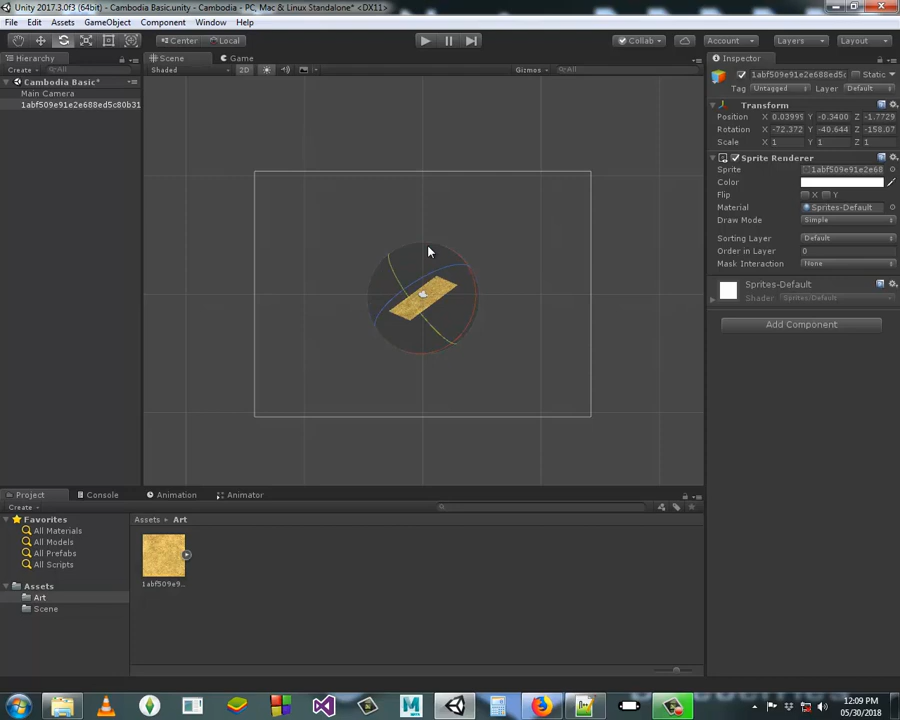 Unity 2017.3.0f3 (64bit) - Cambodia Basic.unity - Cambodia - PC, Mac & Linux Standalone* <DX11>
File Edit Assets GameObject Component Window Help
Center Local Collab Account Layers Layout
Hierarchy Scene Game Inspector
Create All Shaded 2D Gizmos All 1abf509e91e2e688ed5c Static
Cambodia Basic* Tag Untagged Layer Default
Main Camera
1abf509e91e2e688ed5c80b31 Transform
Position X 0.03999 Y -0.3400 Z -1.7729
Rotation X -72.372 Y -40.644 Z -158.07
Scale X 1 Y 1 Z 1
Sprite Renderer
Sprite 1abf509e91e2e68
Color
Flip X Y
Material Sprites-Default
Draw Mode Simple
Sorting Layer Default
Order in Layer 0
Mask Interaction None
Sprites-Default
Shader Sprites/Default
Add Component
Project Console Animation Animator
Create
Favorites Assets Art
All Materials
All Models
All Prefabs
All Scripts
Assets 1abf509e9...
Art
Scene
12:09 PM
05/30/2018